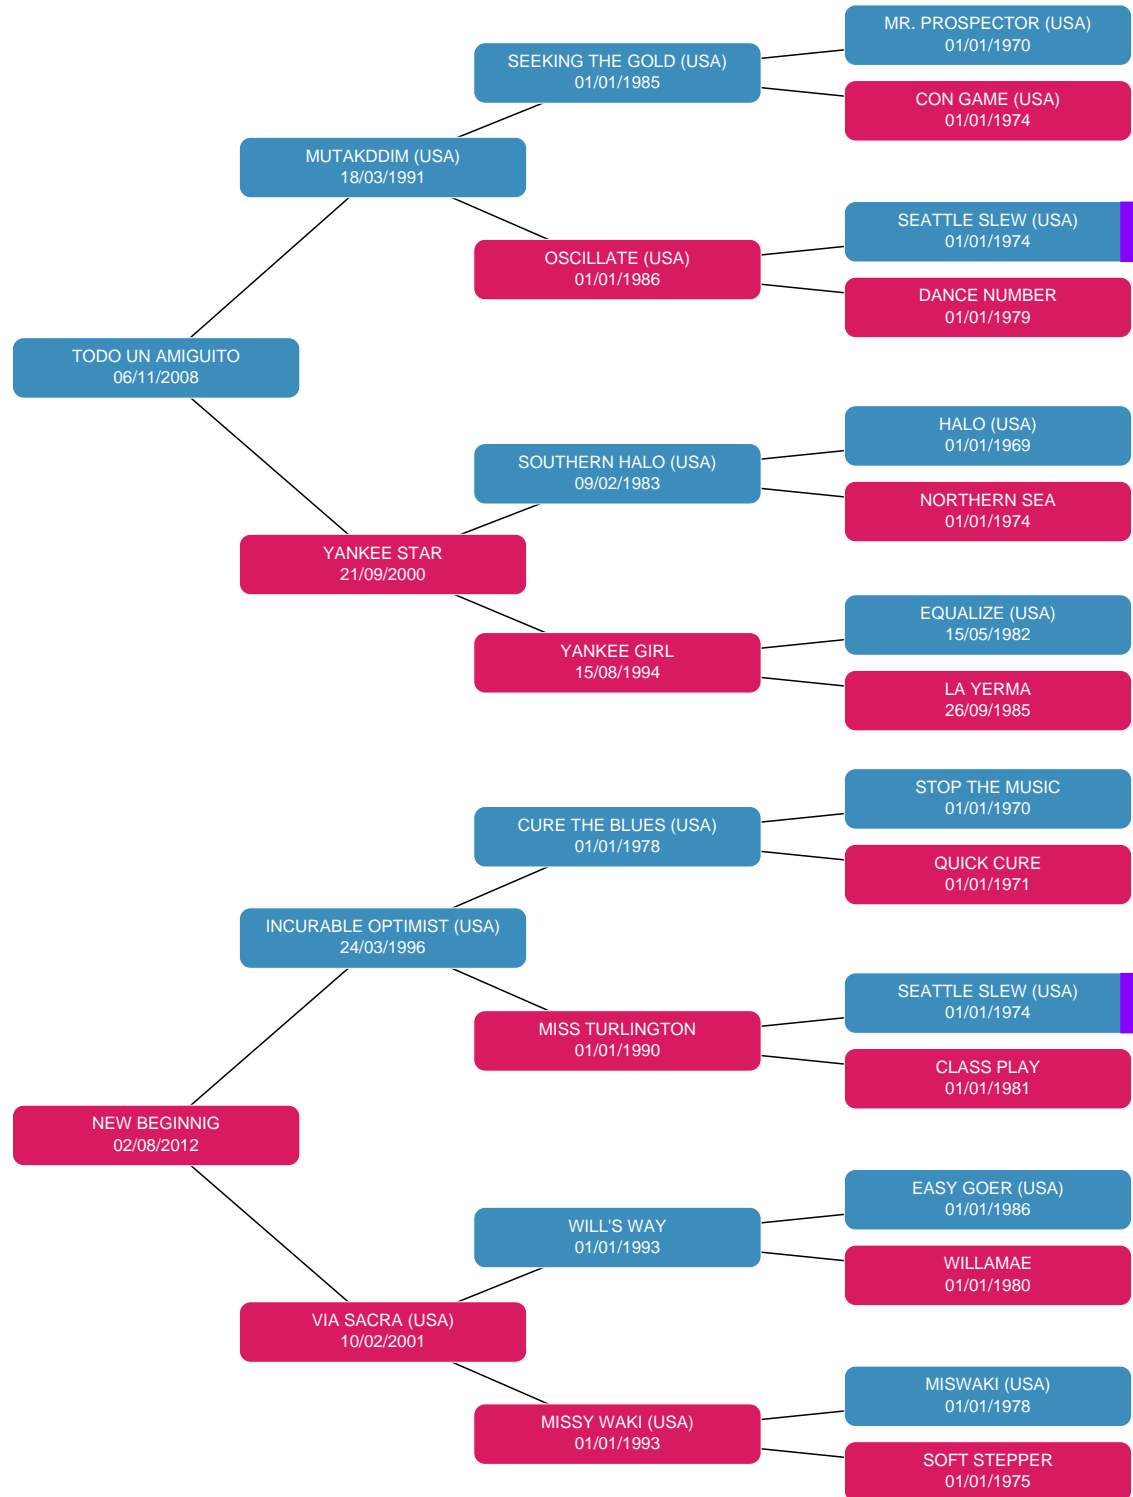 MR. PROSPECTOR (USA)
01/01/1970
SEEKING THE GOLD (USA)
01/01/1985
CON GAME (USA)
01/01/1974
MUTAKDDIM (USA)
18/03/1991
SEATTLE SLEW (USA)
01/01/1974
OSCILLATE (USA)
01/01/1986
DANCE NUMBER
01/01/1979
TODO UN AMIGUITO
06/11/2008
HALO (USA)
01/01/1969
SOUTHERN HALO (USA)
09/02/1983
NORTHERN SEA
01/01/1974
YANKEE STAR
21/09/2000
EQUALIZE (USA)
15/05/1982
YANKEE GIRL
15/08/1994
LA YERMA
26/09/1985
STOP THE MUSIC
01/01/1970
CURE THE BLUES (USA)
01/01/1978
QUICK CURE
01/01/1971
INCURABLE OPTIMIST (USA)
24/03/1996
SEATTLE SLEW (USA)
01/01/1974
MISS TURLINGTON
01/01/1990
CLASS PLAY
01/01/1981
NEW BEGINNIG
02/08/2012
EASY GOER (USA)
01/01/1986
WILL'S WAY
01/01/1993
WILLAMAE
01/01/1980
VIA SACRA (USA)
10/02/2001
MISWAKI (USA)
01/01/1978
MISSY WAKI (USA)
01/01/1993
SOFT STEPPER
01/01/1975